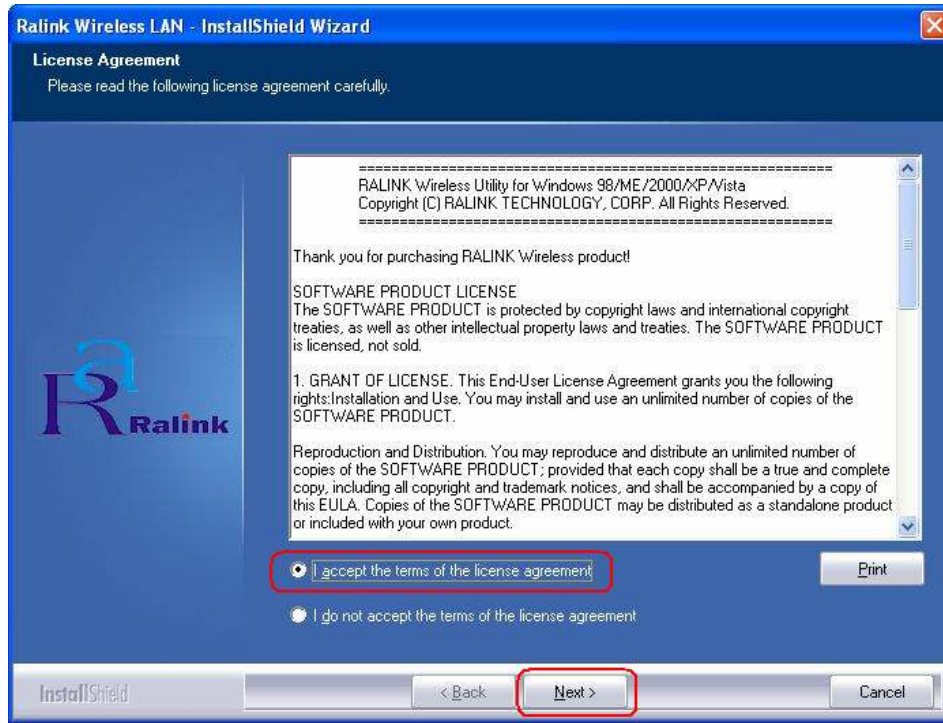 Ralink Wireless LAN - InstallShield Wizard
License Agreement
Please read the following license agreement carefully.
==========================================================
RALINK Wireless Utility for Windows 98/ME/2000/XP/Vista
Copyright (C) RALINK TECHNOLOGY, CORP. All Rights Reserved.
==========================================================
Thank you for purchasing RALINK Wireless product!
SOFTWARE PRODUCT LICENSE
The SOFTWARE PRODUCT is protected by copyright laws and international copyright
treaties, as well as other intellectual property laws and treaties. The SOFTWARE PRODUCT
is licensed, not sold.
1. GRANT OF LICENSE. This End-User License Agreement grants you the following
rights:Installation and Use. You may install and use an unlimited number of copies of the
SOFTWARE PRODUCT.
Reproduction and Distribution. You may reproduce and distribute an unlimited number of
copies of the SOFTWARE PRODUCT; provided that each copy shall be a true and complete
copy, including all copyright and trademark notices, and shall be accompanied by a copy of
this EULA. Copies of the SOFTWARE PRODUCT may be distributed as a standalone product
or included with your own product.
Ralink
I accept the terms of the license agreement
Print
I do not accept the terms of the license agreement
InstallShield
< Back
Next >
Cancel